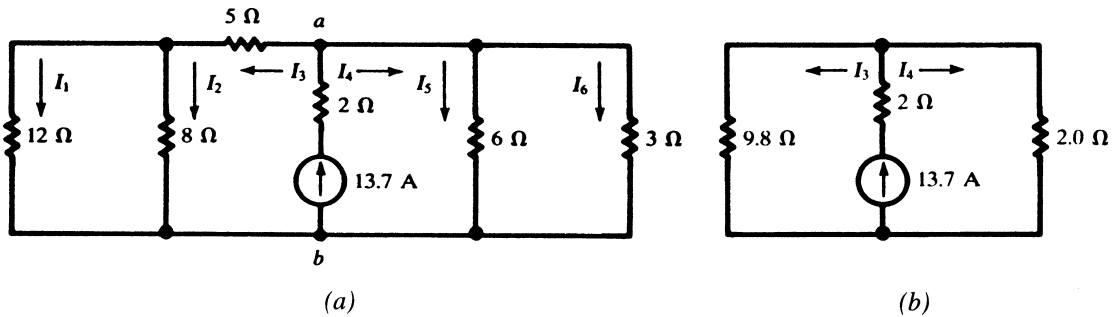 5 Ω
a
I₁
I₂
I₃
I₄
I₅
I₆
2 Ω
12 Ω
8 Ω
6 Ω
3 Ω
13.7 A
b
(a)
I₃
I₄
2 Ω
9.8 Ω
2.0 Ω
13.7 A
(b)